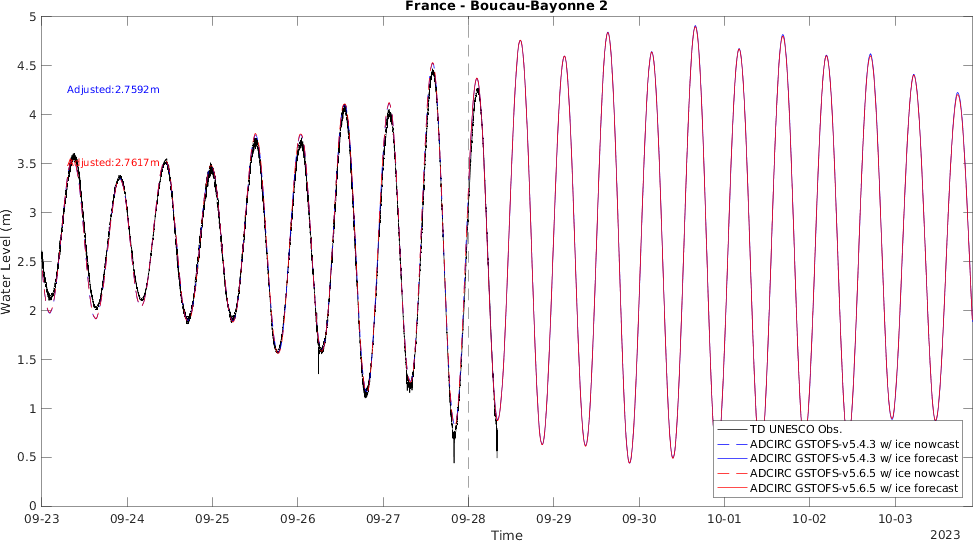 France - Boucau-Bayonne 2
5
4.5
4
3.5
3
2.5
2
1.5
1
0.5
0
Water Level (m)
Adjusted:2.7592m
Adjusted:2.7617m
TD UNESCO Obs.
ADCIRC GSTOFS-v5.4.3 w/ ice nowcast
ADCIRC GSTOFS-v5.4.3 w/ ice forecast
ADCIRC GSTOFS-v5.6.5 w/ ice nowcast
ADCIRC GSTOFS-v5.6.5 w/ ice forecast
09-23 09-24 09-25 09-26 09-27 09-28 09-29 09-30 10-01 10-02 10-03
Time
2023